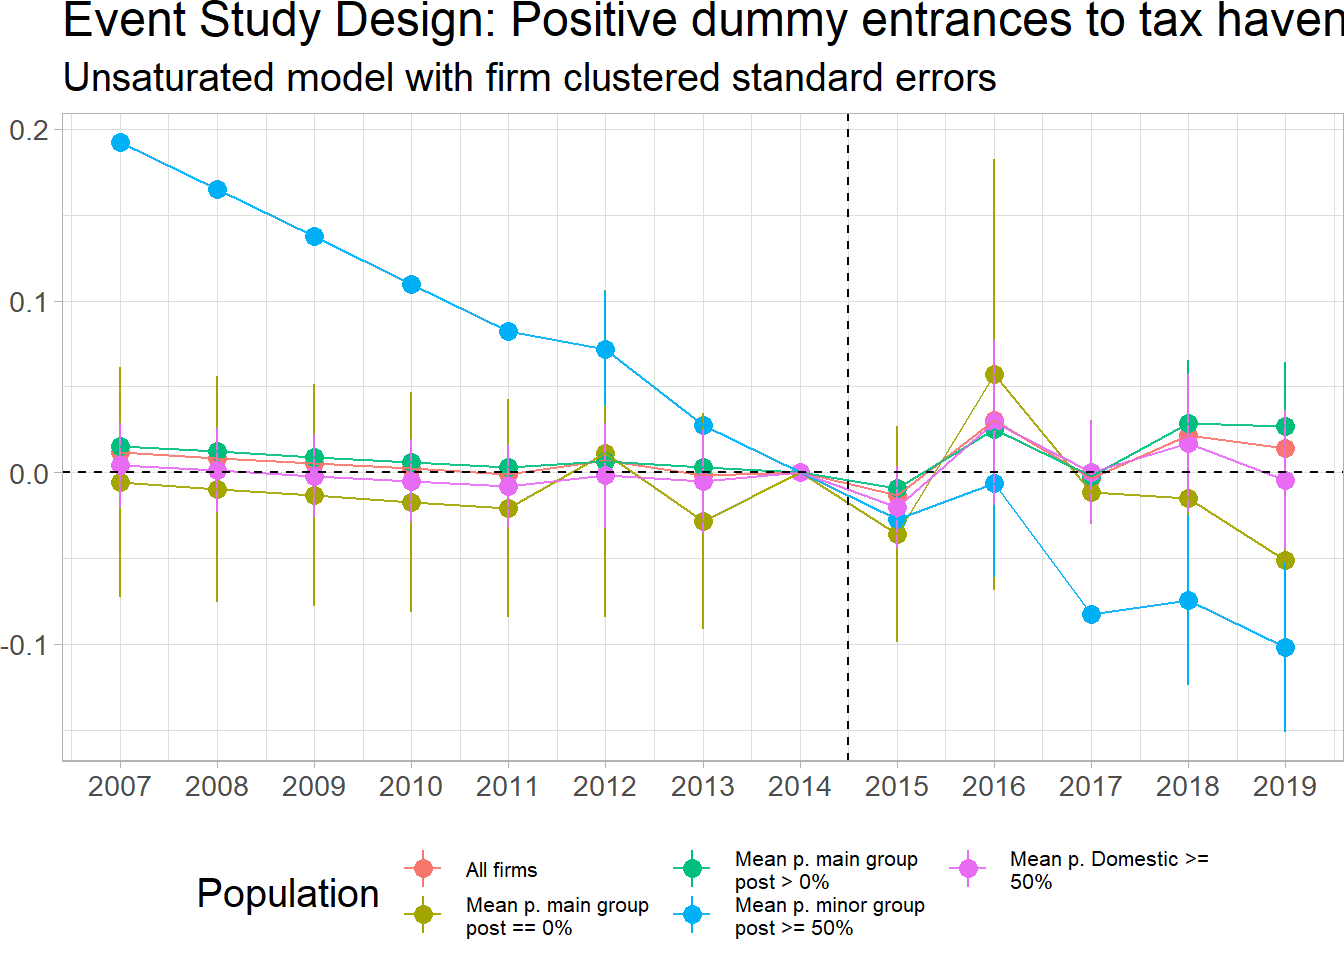 Event Study Design: Positive dummy entrances to tax haven
Unsaturated model with firm clustered standard errors
0.2
0.1
0.0
-0.1
2007 2008 2009 2010 2011 2012 2013 2014 2015 2016 2017 2018 2019
Population
All firms
Mean p. main group
post == 0%
Mean p. main group
post > 0%
Mean p. minor group
post >= 50%
Mean p. Domestic >=
50%